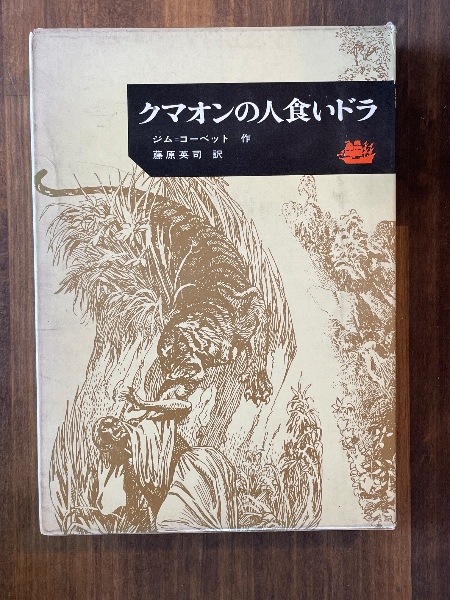 クマオンの人食いドラ
ジム=コーベット 作
藤原英司 訳